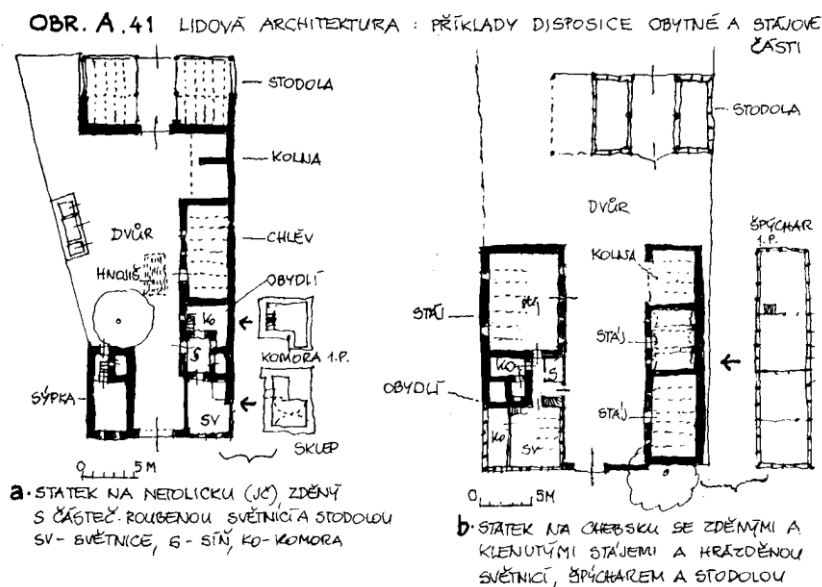 OBR. A.41 LIDOVÁ ARCHITEKTURA : PŘÍKLADY DISPOSICE OBYTNÉ A STÁJOVÉ
ČÁSTI
STODOLA
KOLNA
DVŮR
CHLÉV
HNOJIŠ.
OBYDLÍ
KO
S
KOMORA 1.P.
SÝPKA
SV
SKLEP
0 5M
a. STATEK NA NETOLICKU (JČ), ZDĚNÝ
S ČÁSTEČ. ROUBENOU SVĚTNICÍ A STODOLOU
SV - SVĚTNICE, S - SÍŇ, KO - KOMORA
STODOLA
DVŮR
ŠPÝCHAR
1.P.
KOLNA
STÁJ
STÁJ
KO
S
OBYDLÍ
STÁJ
KO
SV
0 5M
b. STATEK NA CHEBSKU SE ZDĚNÝMI A
KLENUTÝMI STÁJEMI A HRÁZDĚNOU
SVĚTNICÍ, ŠPÝCHAREM A STODOLOU